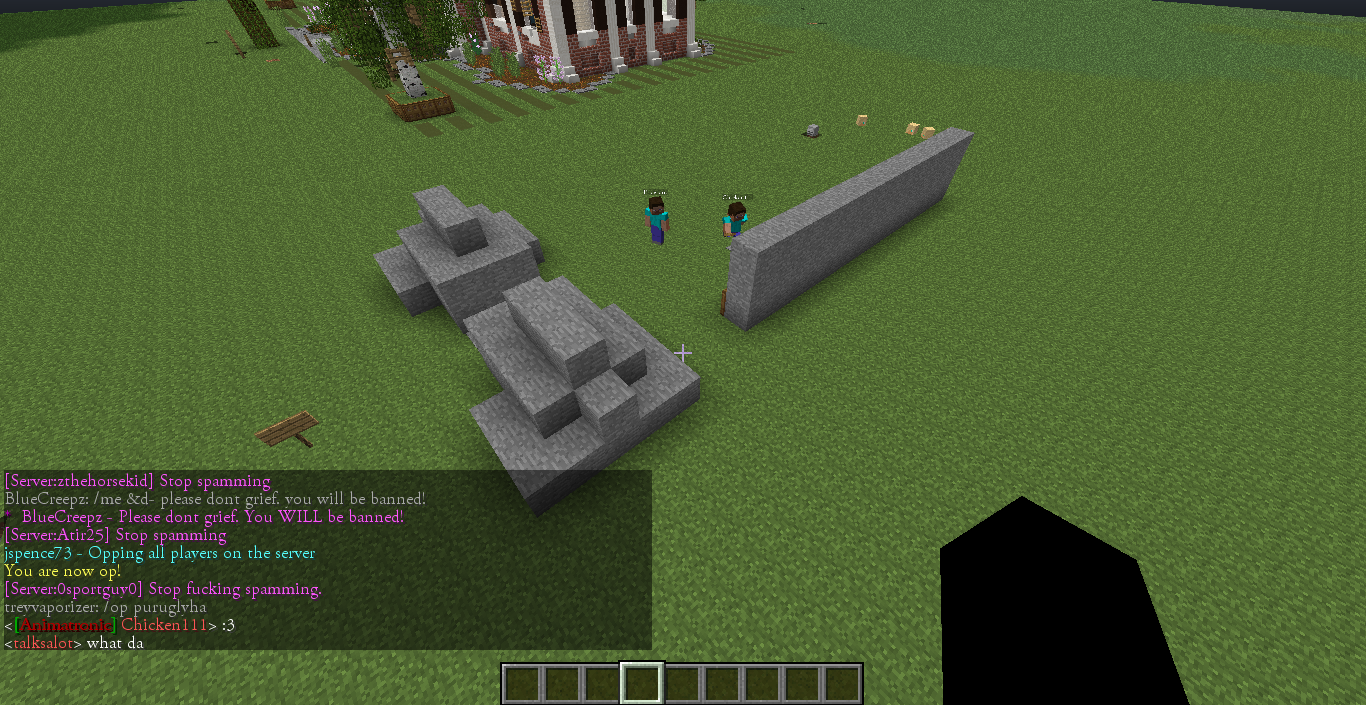 [Server:zthehorsekid] Stop spamming
BlueCreepz: /me &d- please dont grief. you will be banned!
* BlueCreepz - Please dont grief. You WILL be banned!
[Server:Atir25] Stop spamming
jspence73 - Opping all players on the server
You are now op!
[Server:0sportguy0] Stop fucking spamming.
trevvaporizer: /op puruglyha
<[Animatronic] Chicken111> :3
<talksalot> what da